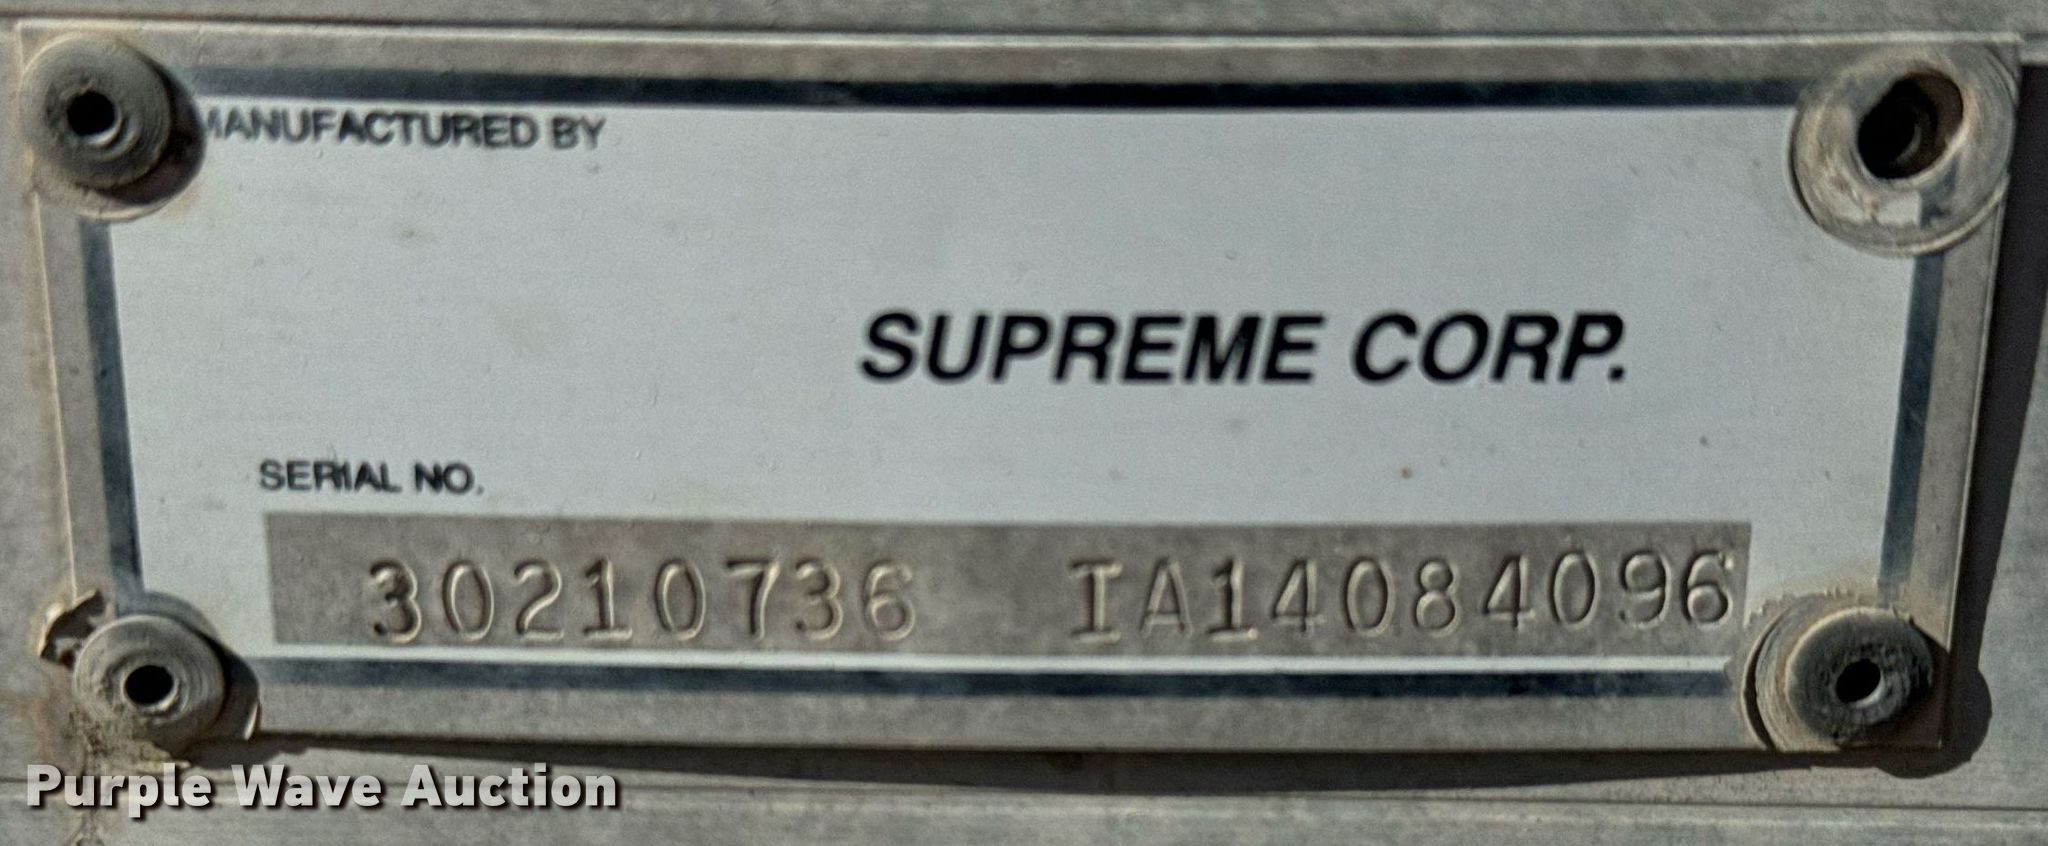 MANUFACTURED BY
SUPREME CORP.
SERIAL NO.
30210736 IA14084096
Purple Wave Auction